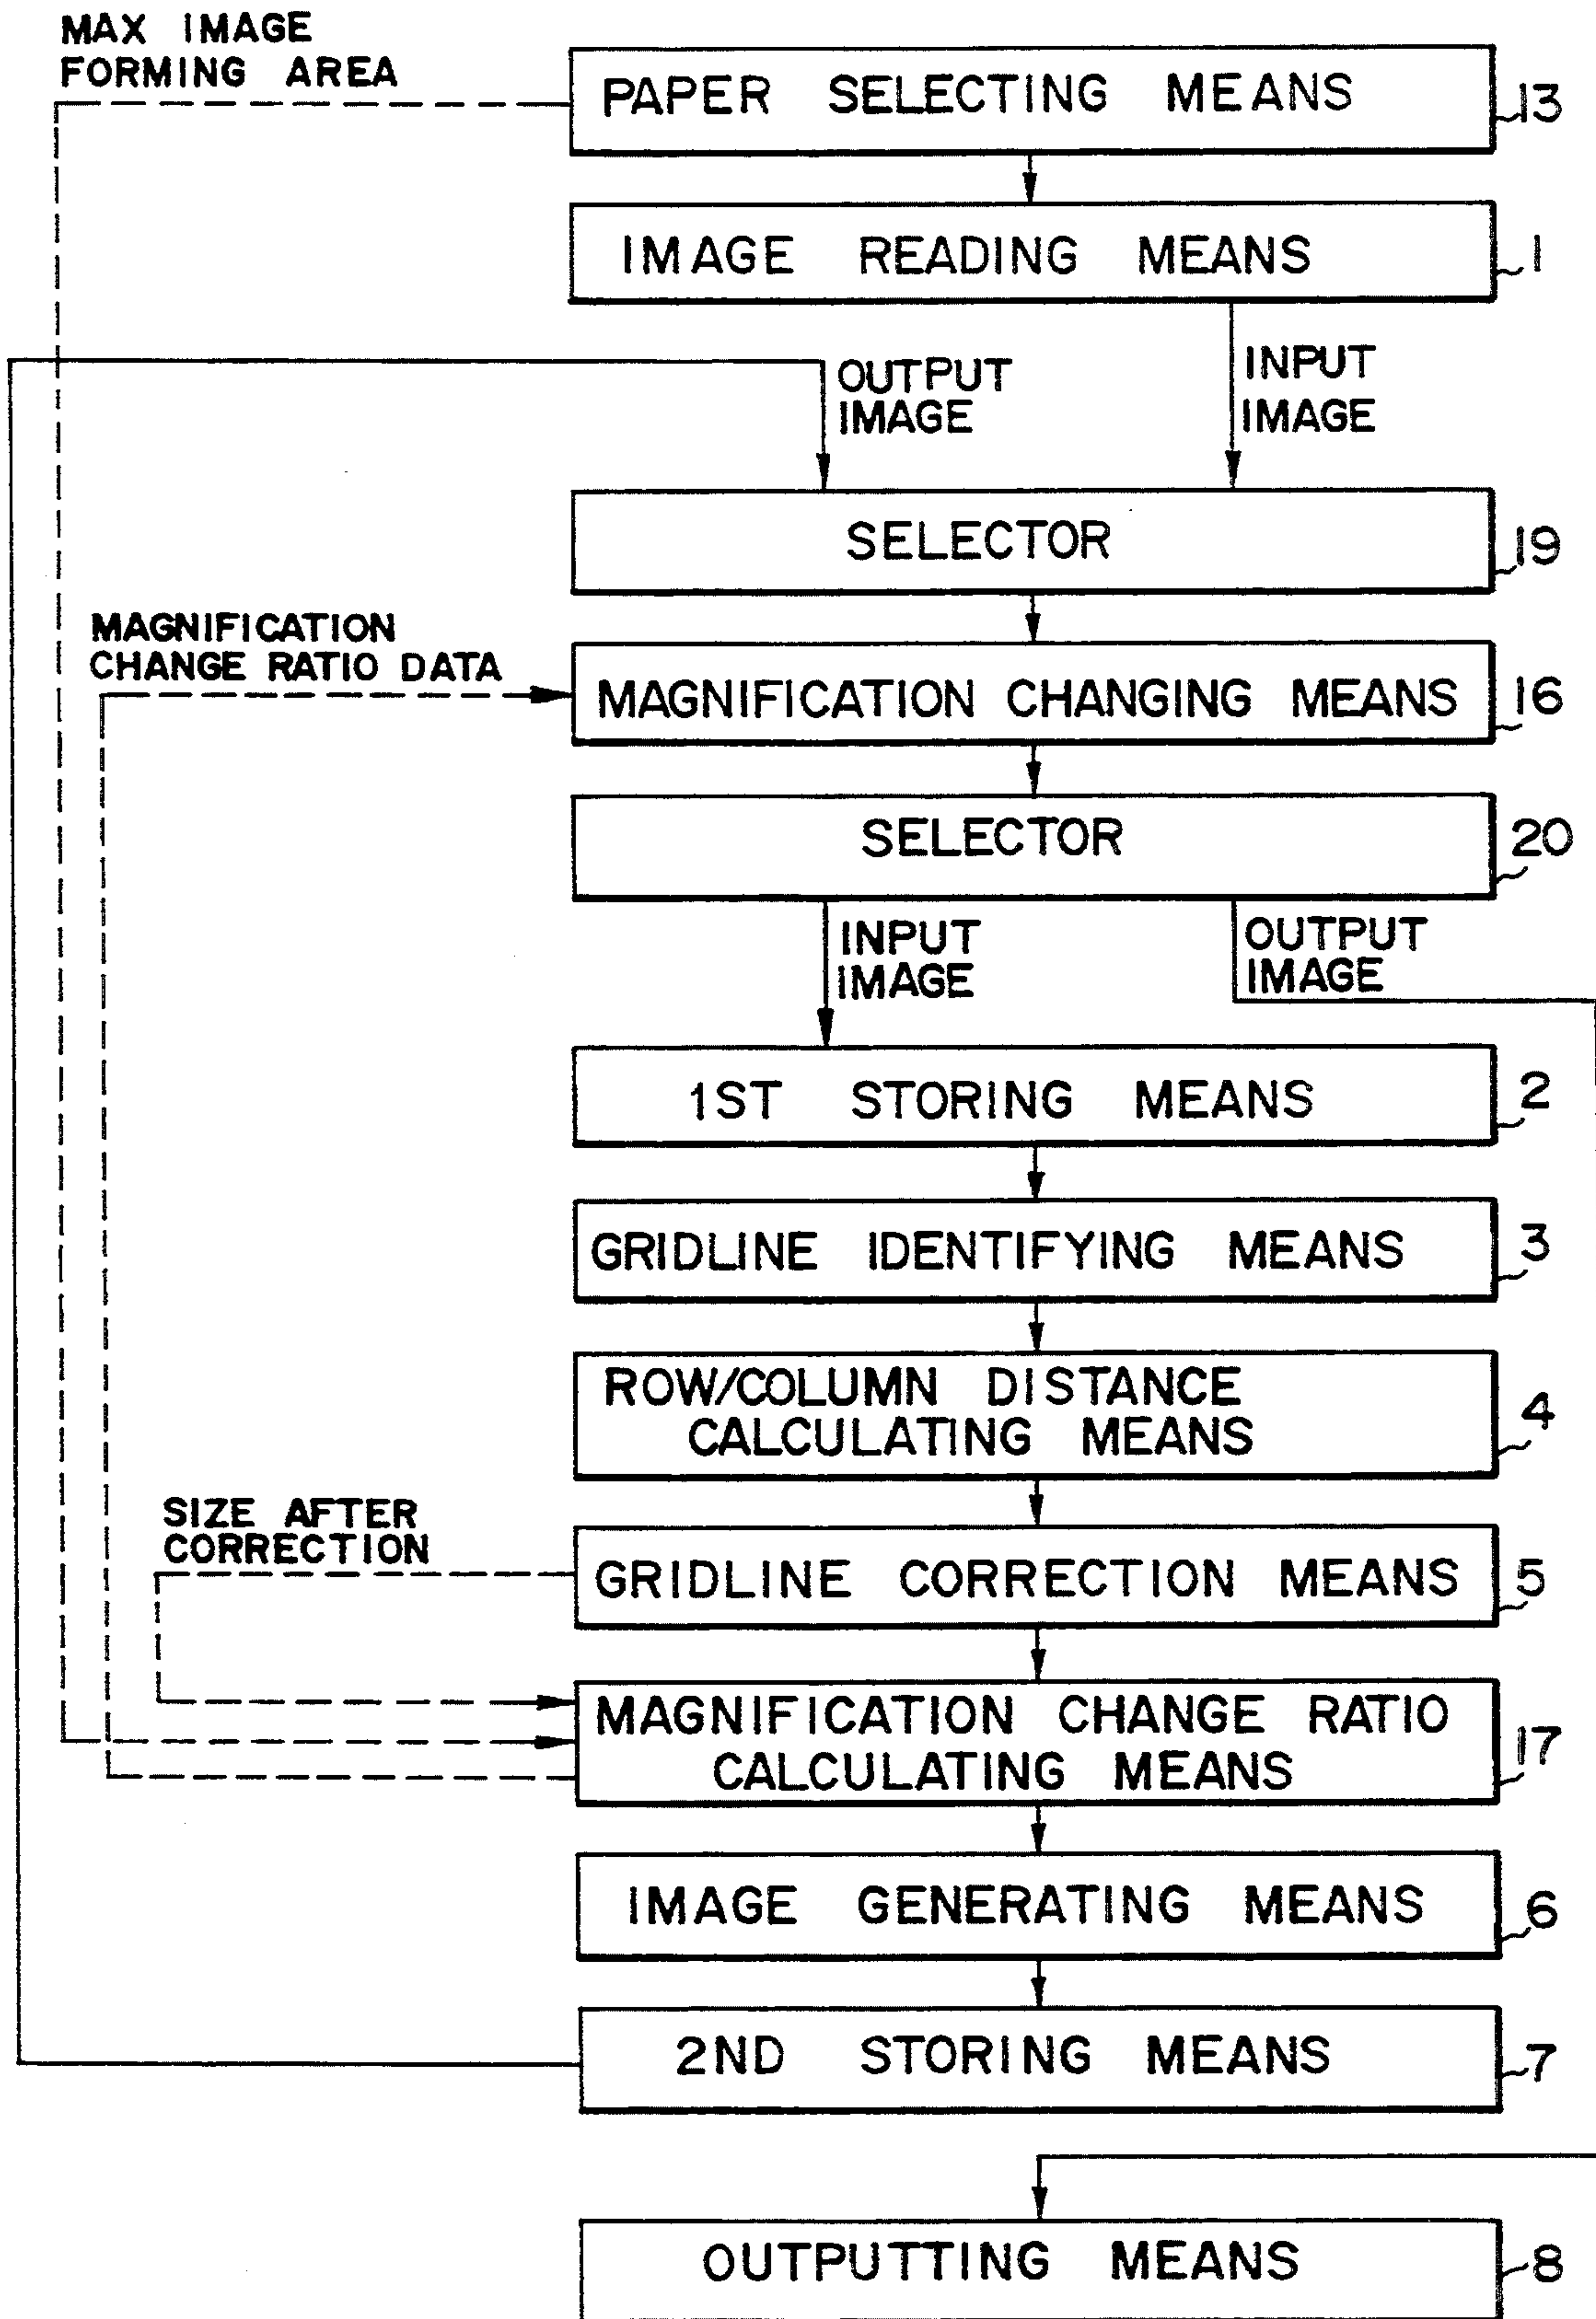 MAX IMAGE
FORMING AREA
PAPER SELECTING MEANS
13
IMAGE READING MEANS
1
OUTPUT
IMAGE
INPUT
IMAGE
SELECTOR
19
MAGNIFICATION
CHANGE RATIO DATA
MAGNIFICATION CHANGING MEANS
16
SELECTOR
20
INPUT
IMAGE
OUTPUT
IMAGE
1ST STORING MEANS
2
GRIDLINE IDENTIFYING MEANS
3
ROW/COLUMN DISTANCE
CALCULATING MEANS
4
SIZE AFTER
CORRECTION
GRIDLINE CORRECTION MEANS
5
MAGNIFICATION CHANGE RATIO
CALCULATING MEANS
17
IMAGE GENERATING MEANS
6
2ND STORING MEANS
7
OUTPUTTING MEANS
8